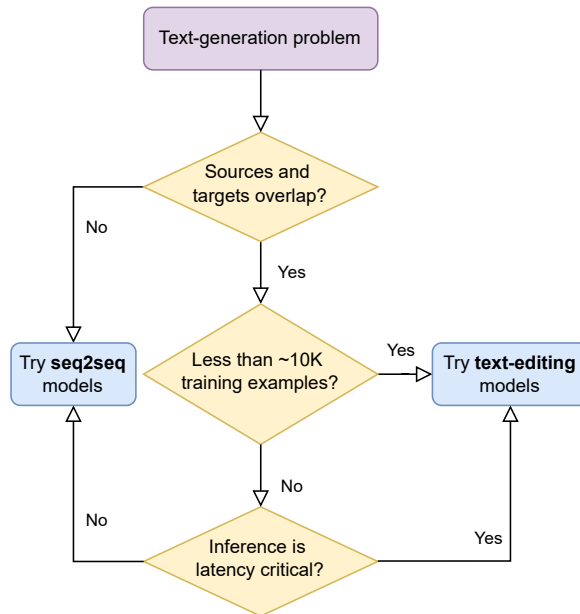 Text-generation problem
Sources and
targets overlap?
No
Yes
Try seq2seq
models
Less than ~10K
training examples?
Yes
Try text-editing
models
No
No
Inference is
latency critical?
Yes